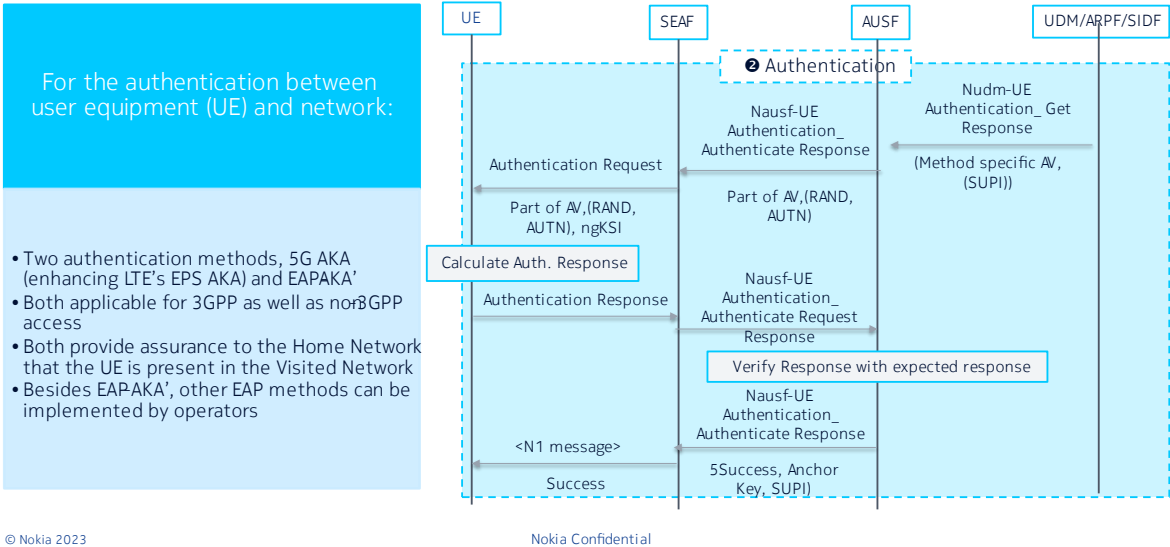 For the authentication between
user equipment (UE) and network:
• Two authentication methods, 5G AKA
(enhancing LTE's EPS AKA) and EAPAKA'
• Both applicable for 3GPP as well as non-3GPP
access
• Both provide assurance to the Home Network
that the UE is present in the Visited Network
• Besides EAP-AKA', other EAP methods can be
implemented by operators
UE
SEAF
AUSF
UDM/ARPF/SIDF
❷ Authentication
Nudm-UE
Authentication_ Get
Response
(Method specific AV,
(SUPI))
Nausf-UE
Authentication_
Authenticate Response
Part of AV,(RAND,
AUTN)
Authentication Request
Part of AV,(RAND,
AUTN), ngKSI
Calculate Auth. Response
Authentication Response
Nausf-UE
Authentication_
Authenticate Request
Response
Verify Response with expected response
Nausf-UE
Authentication_
Authenticate Response
5Success, Anchor
Key, SUPI)
<N1 message>
Success
© Nokia 2023
Nokia Confidential